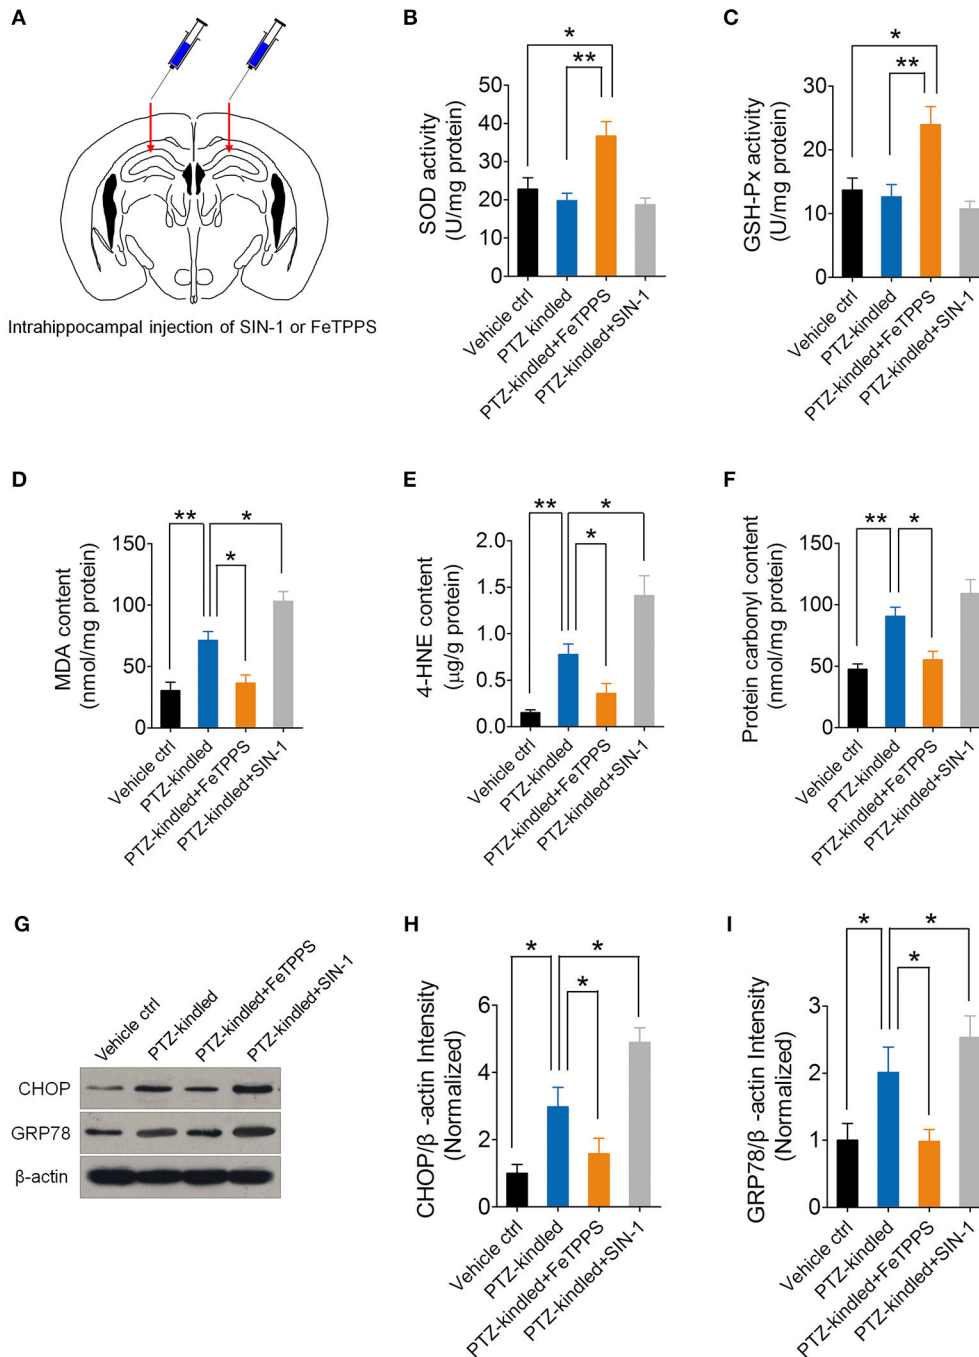 A
Intrahippocampal injection of SIN-1 or FeTPPS
B
SOD activity
(U/mg protein)
50
40
30
20
10
0
*
**
Vehicle ctrl
PTZ kindled
PTZ-kindled+FeTPPS
PTZ-kindled+SIN-1
C
GSH-Px activity
(U/mg protein)
30
20
10
0
*
**
Vehicle ctrl
PTZ-kindled
PTZ-kindled+FeTPPS
PTZ-kindled+SIN-1
D
MDA content
(nmol/mg protein)
150
100
50
0
**
*
*
Vehicle ctrl
PTZ-kindled
PTZ-kindled+FeTPPS
PTZ-kindled+SIN-1
E
4-HNE content
(μg/g protein)
2.0
1.5
1.0
0.5
0.0
**
*
*
Vehicle ctrl
PTZ-kindled
PTZ-kindled+FeTPPS
PTZ-kindled+SIN-1
F
Protein carbonyl content
(nmol/mg protein)
150
100
50
0
**
*
Vehicle ctrl
PTZ-kindled
PTZ-kindled+FeTPPS
PTZ-kindled+SIN-1
G
Vehicle ctrl
PTZ-kindled
PTZ-kindled+FeTPPS
PTZ-kindled+SIN-1
CHOP
GRP78
β-actin
H
CHOP/β -actin Intensity
(Normalized)
6
4
2
0
*
*
*
Vehicle ctrl
PTZ-kindled
PTZ-kindled+FeTPPS
PTZ-kindled+SIN-1
I
GRP78/β -actin Intensity
(Normalized)
3
2
1
0
*
*
*
Vehicle ctrl
PTZ-kindled
PTZ-kindled+FeTPPS
PTZ-kindled+SIN-1